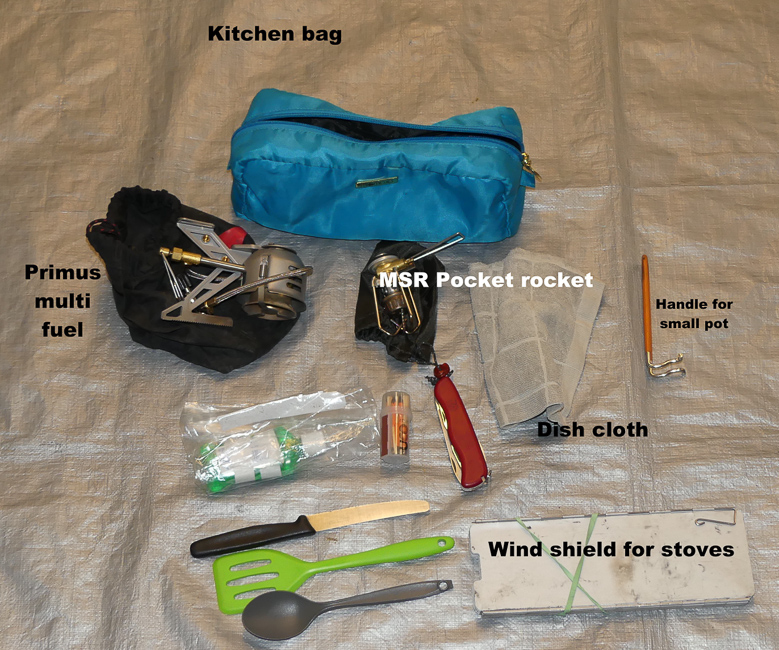 Kitchen bag
Primus
multi
fuel
MSR Pocket rocket
Handle for
small pot
Dish cloth
Wind shield for stoves